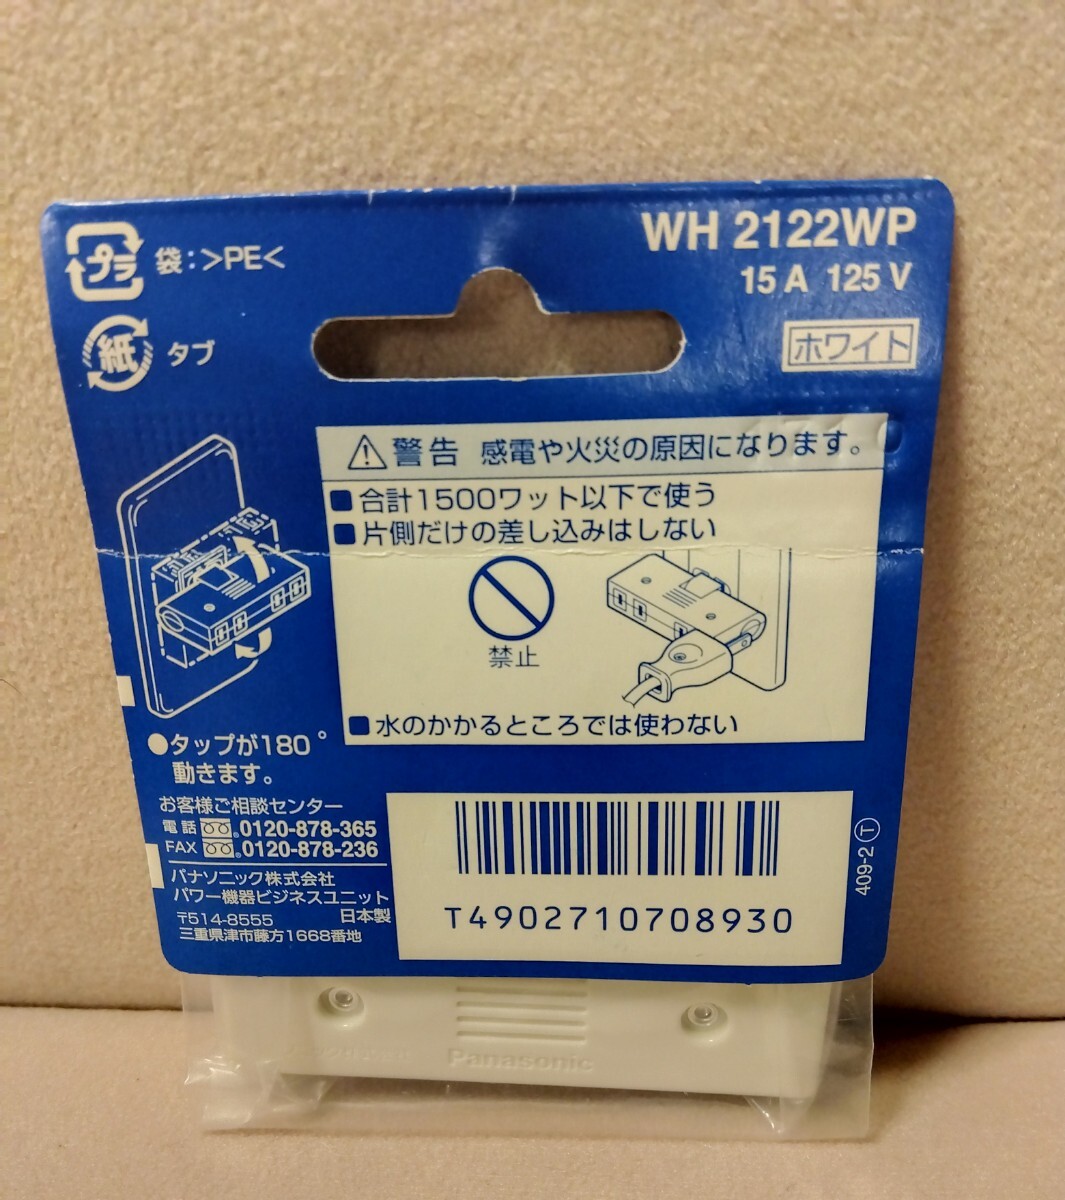 プラ 袋:>PE<
紙 タブ
WH 2122WP
15 A 125 V
ホワイト
警告 感電や火災の原因になります。
■合計1500ワット以下で使う
■片側だけの差し込みはしない
禁止
■水のかかるところでは使わない
●タップが180°
動きます。
お客様ご相談センター
電話 0120-878-365
FAX 0120-878-236
パナソニック株式会社
パワー機器ビジネスユニット
〒514-8555 日本製
三重県津市藤方1668番地
T4902710708930
409-2 Ⓣ
Panasonic